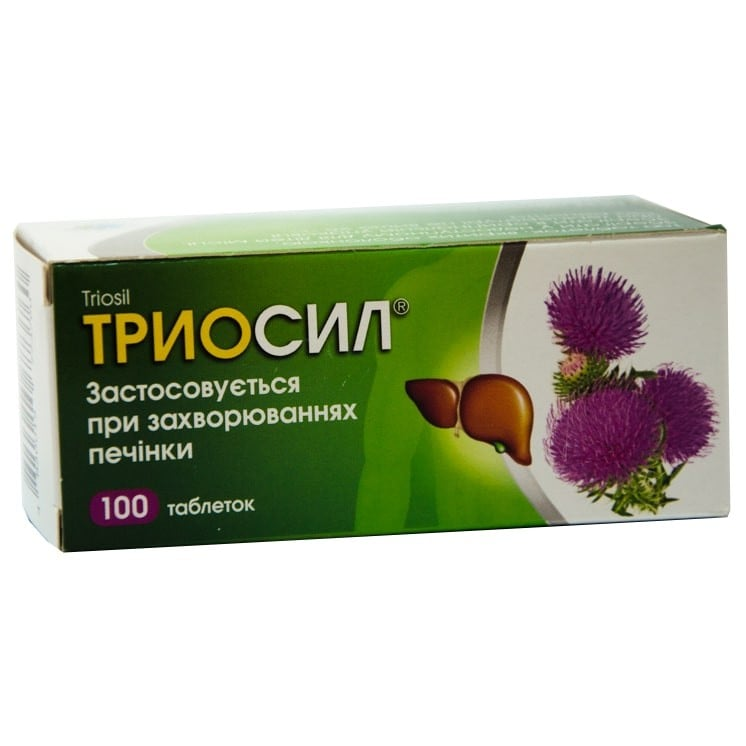 Triosil
ТРИОСИЛ®
Застосовується
при захворюваннях
печінки
100 таблеток